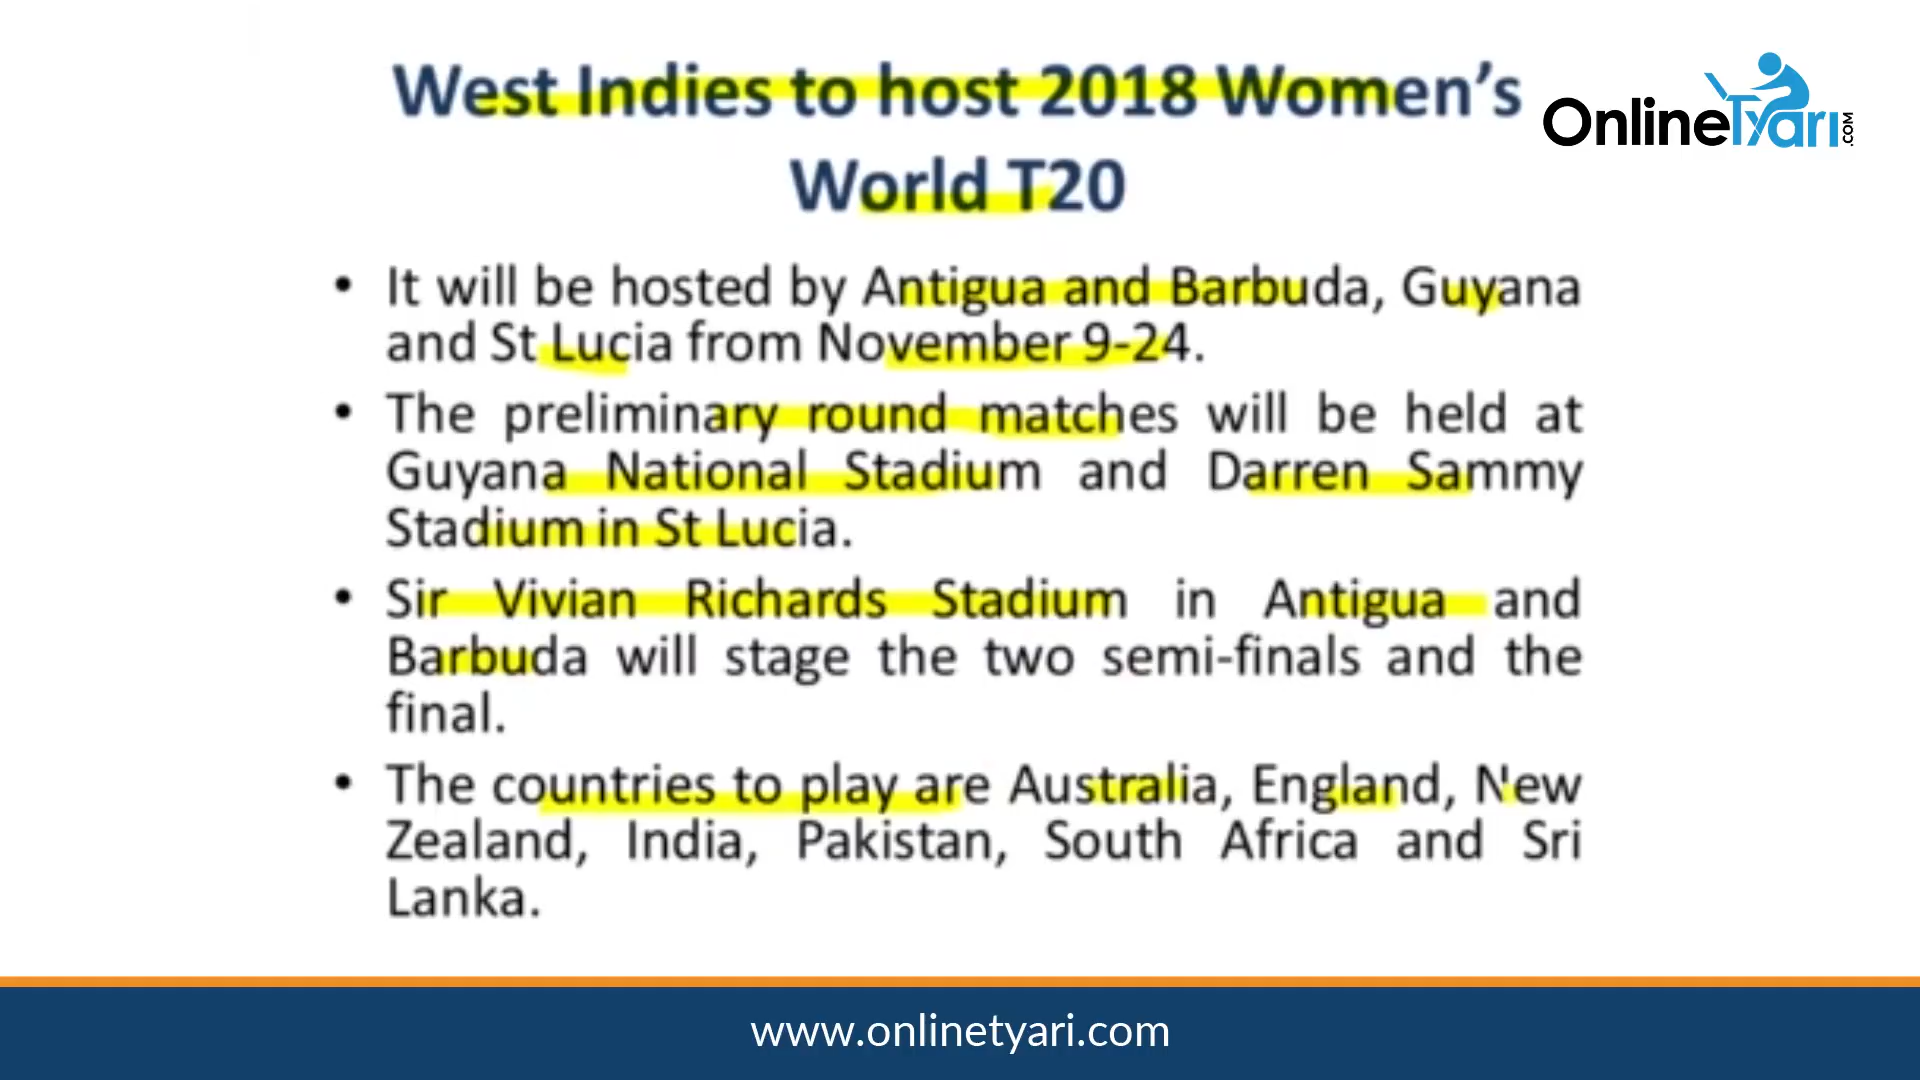 West Indies to host 2018 Women's
World T20
OnlineTyari.com
• It will be hosted by Antigua and Barbuda, Guyana
and St Lucia from November 9-24.
• The preliminary round matches will be held at
Guyana National Stadium and Darren Sammy
Stadium in St Lucia.
• Sir Vivian Richards Stadium in Antigua and
Barbuda will stage the two semi-finals and the
final.
• The countries to play are Australia, England, New
Zealand, India, Pakistan, South Africa and Sri
Lanka.
www.onlinetyari.com